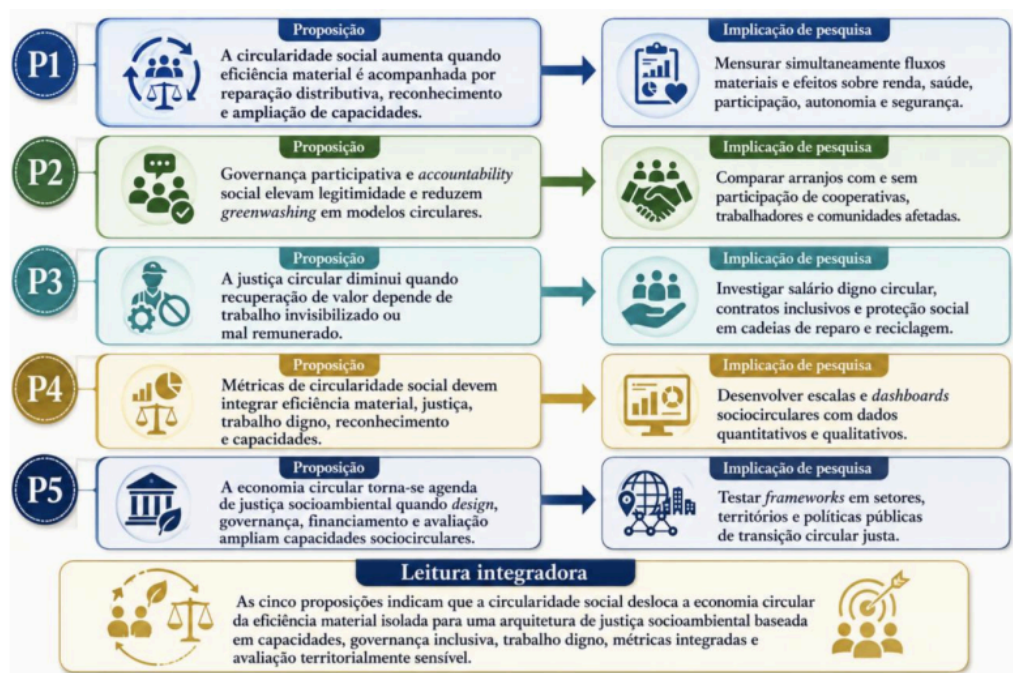 P1
Proposição
A circularidade social aumenta quando
eficiência material é acompanhada por
reparação distributiva, reconhecimento
e ampliação de capacidades.
Implicação de pesquisa
Mensurar simultaneamente fluxos
materiais e efeitos sobre renda, saúde,
participação, autonomia e segurança.
P2
Proposição
Governança participativa e accountability
social elevam legitimidade e reduzem
greenwashing em modelos circulares.
Implicação de pesquisa
Comparar arranjos com e sem
participação de cooperativas,
trabalhadores e comunidades afetadas.
P3
Proposição
A justiça circular diminui quando
recuperação de valor depende de
trabalho invisibilizado ou
mal remunerado.
Implicação de pesquisa
Investigar salário digno circular,
contratos inclusivos e proteção social
em cadeias de reparo e reciclagem.
P4
Proposição
Métricas de circularidade social devem
integrar eficiência material, justiça,
trabalho digno, reconhecimento
e capacidades.
Implicação de pesquisa
Desenvolver escalas e dashboards
sociocirculares com dados
quantitativos e qualitativos.
P5
Proposição
A economia circular torna-se agenda
de justiça socioambiental quando design,
governança, financiamento e avaliação
ampliam capacidades sociocirculares.
Implicação de pesquisa
Testar frameworks em setores,
territórios e políticas públicas
de transição circular justa.
Leitura integradora
As cinco proposições indicam que a circularidade social desloca a economia circular
da eficiência material isolada para uma arquitetura de justiça socioambiental baseada
em capacidades, governança inclusiva, trabalho digno, métricas integradas e
avaliação territorialmente sensível.